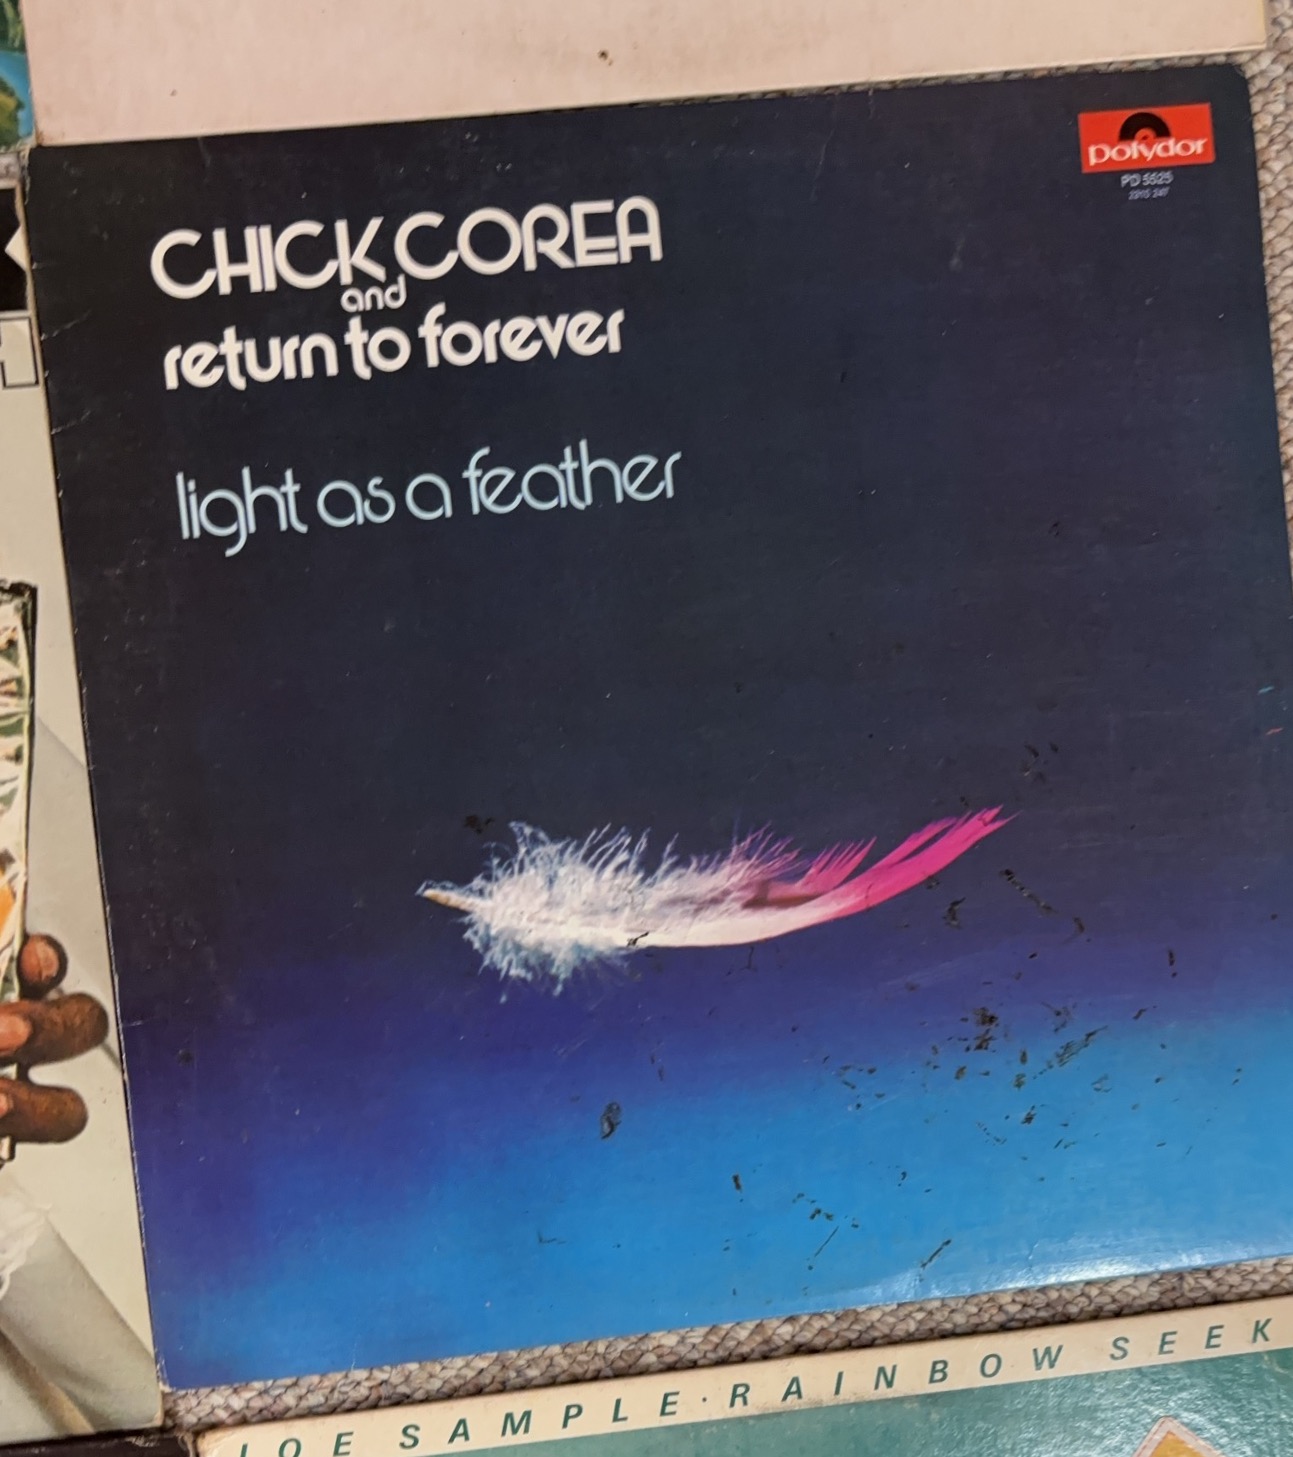 polydor
PD 5525
CHICK COREA
and
return to forever
light as a feather
JOE SAMPLE · RAINBOW SEEK